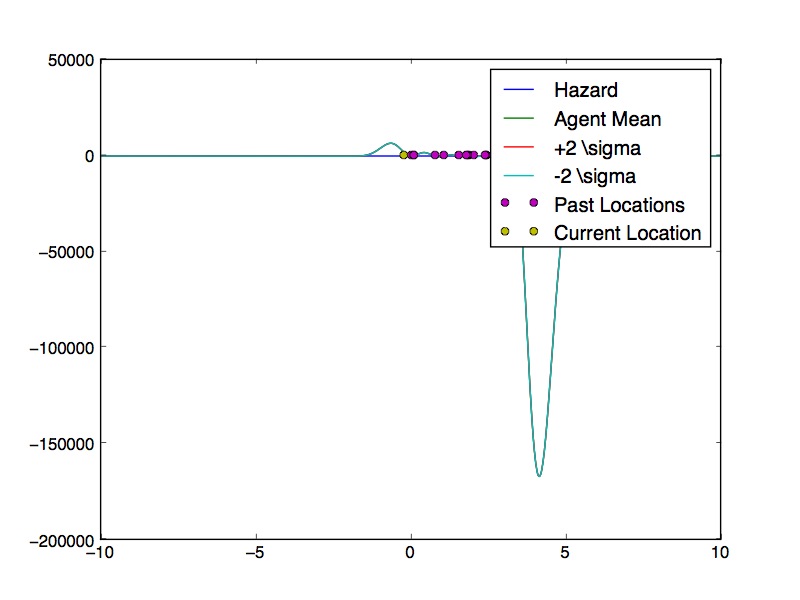 50000
0
−50000
−100000
−150000
−200000
−10
−5
0
5
10
Hazard
Agent Mean
+2 \sigma
-2 \sigma
Past Locations
Current Location